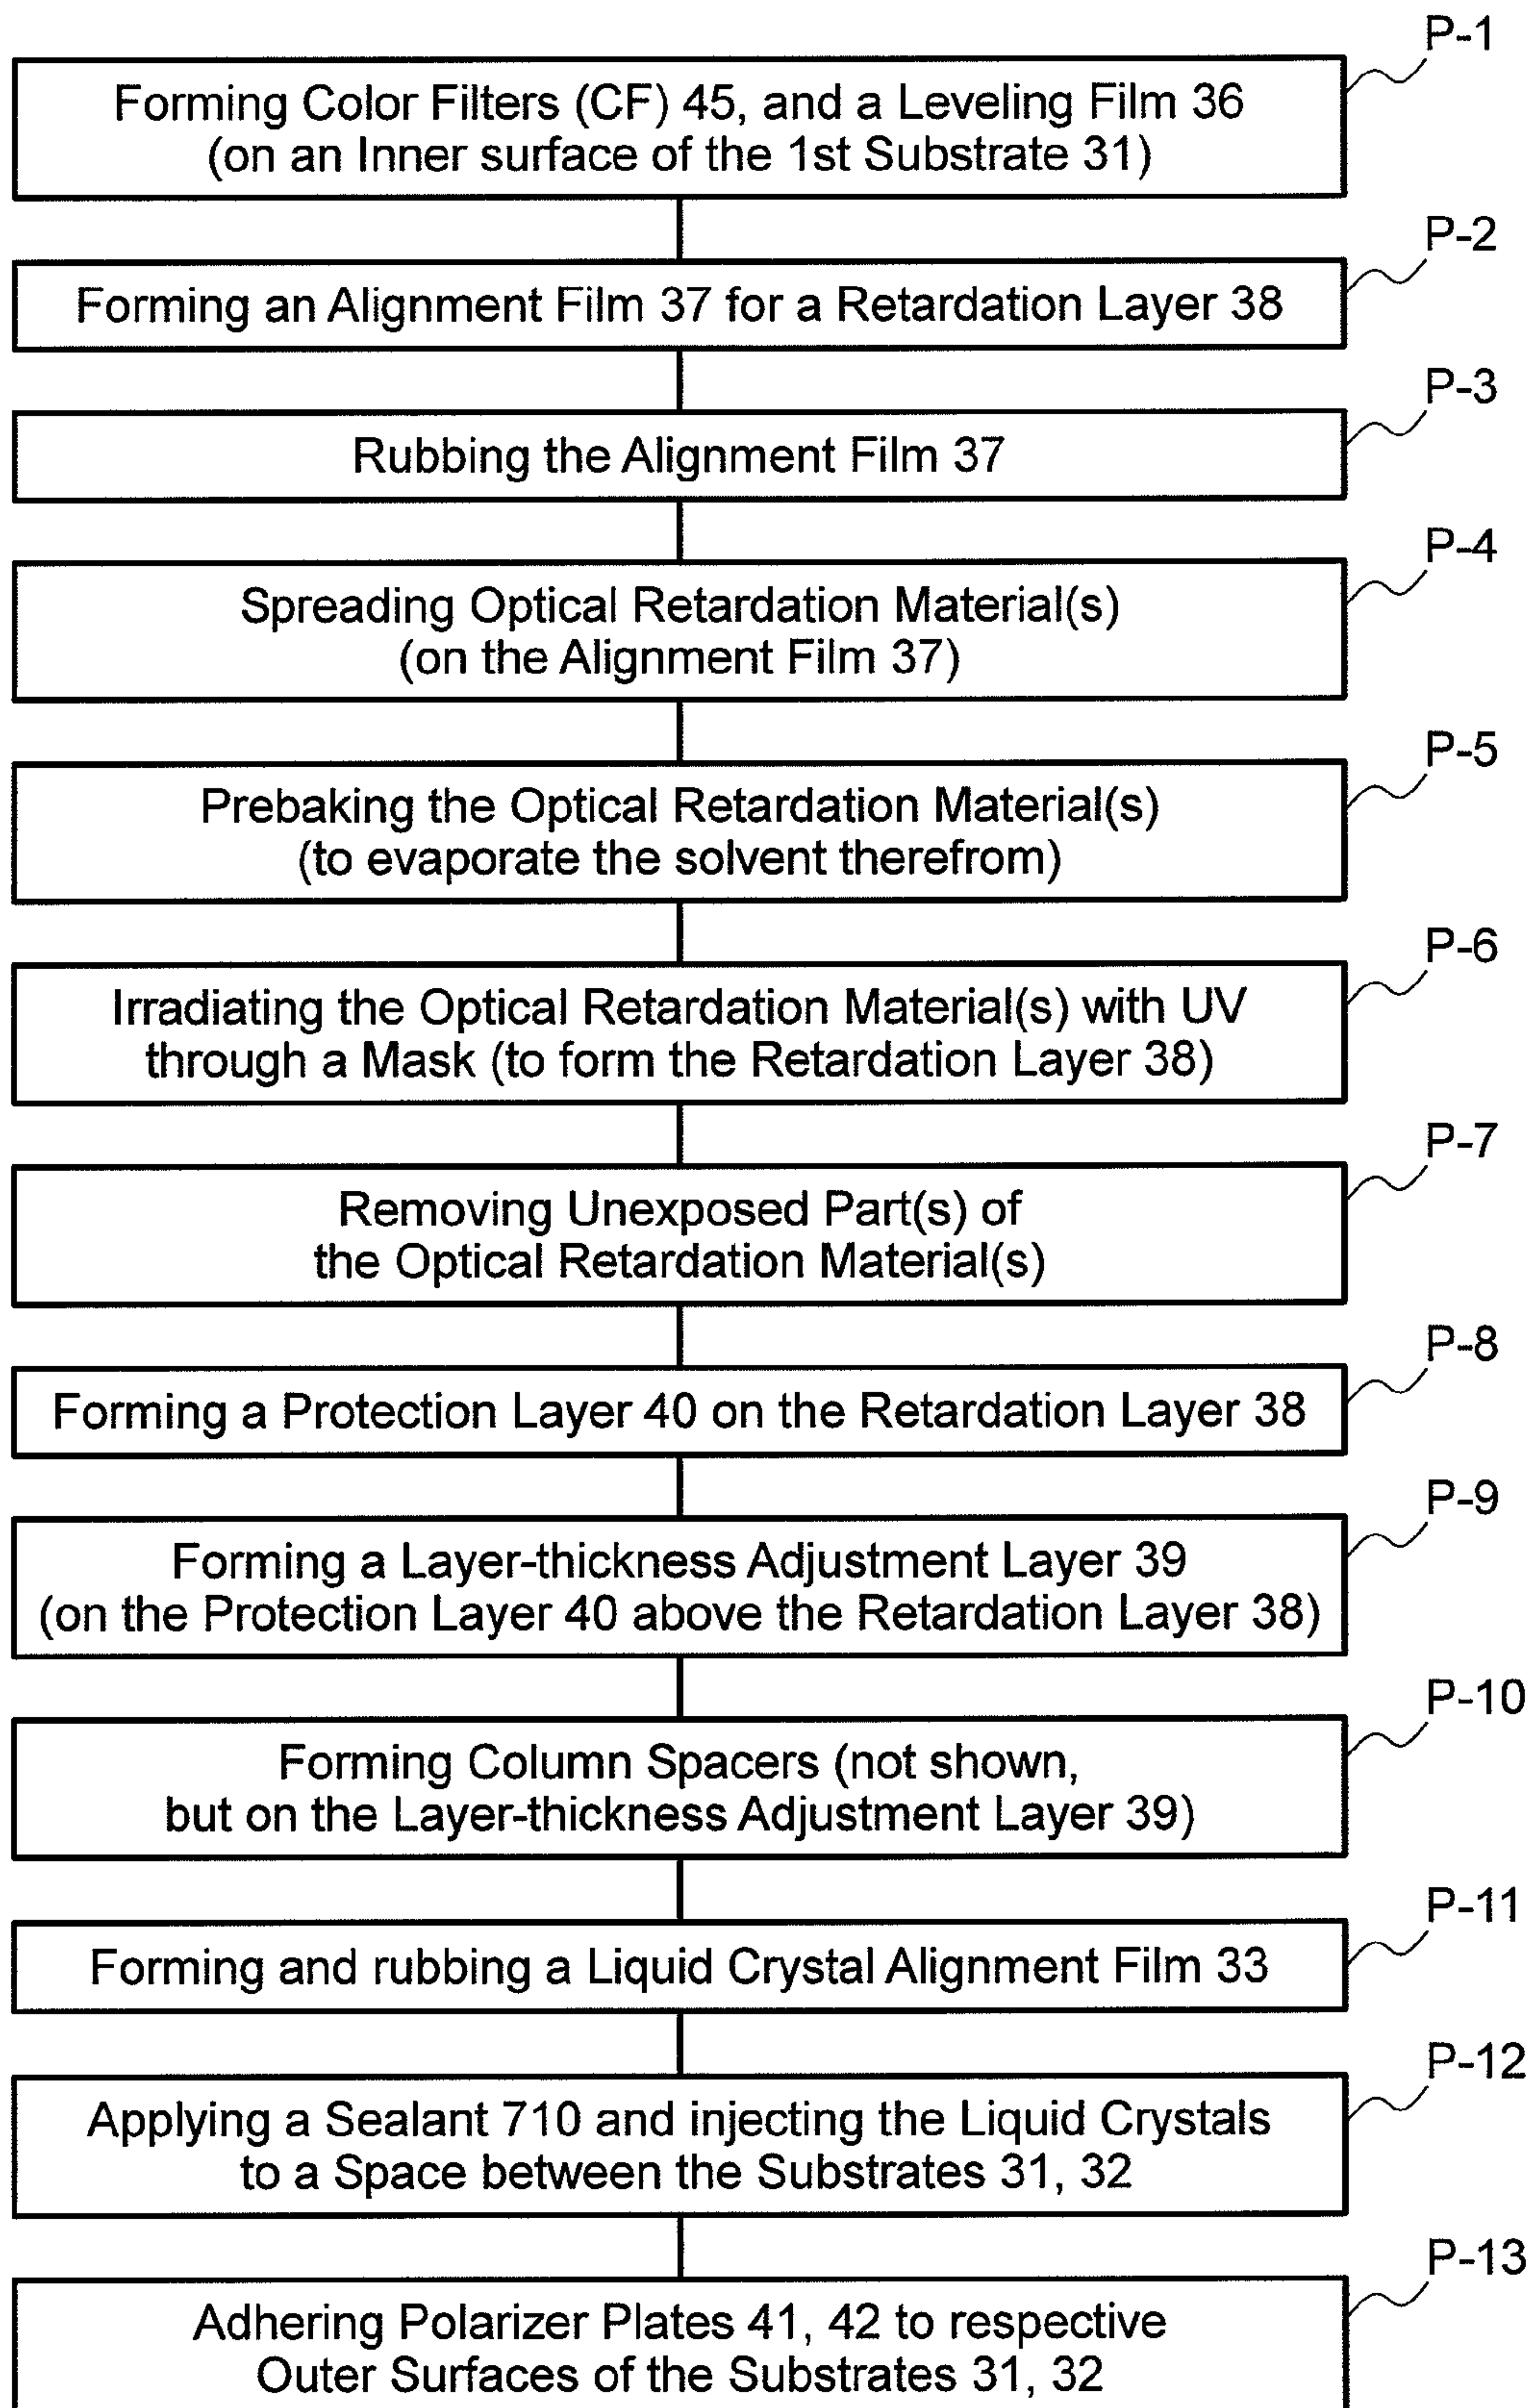 P-1
Forming Color Filters (CF) 45, and a Leveling Film 36
(on an Inner surface of the 1st Substrate 31)
P-2
Forming an Alignment Film 37 for a Retardation Layer 38
P-3
Rubbing the Alignment Film 37
P-4
Spreading Optical Retardation Material(s)
(on the Alignment Film 37)
P-5
Prebaking the Optical Retardation Material(s)
(to evaporate the solvent therefrom)
P-6
Irradiating the Optical Retardation Material(s) with UV
through a Mask (to form the Retardation Layer 38)
P-7
Removing Unexposed Part(s) of
the Optical Retardation Material(s)
P-8
Forming a Protection Layer 40 on the Retardation Layer 38
P-9
Forming a Layer-thickness Adjustment Layer 39
(on the Protection Layer 40 above the Retardation Layer 38)
P-10
Forming Column Spacers (not shown,
but on the Layer-thickness Adjustment Layer 39)
P-11
Forming and rubbing a Liquid Crystal Alignment Film 33
P-12
Applying a Sealant 710 and injecting the Liquid Crystals
to a Space between the Substrates 31, 32
P-13
Adhering Polarizer Plates 41, 42 to respective
Outer Surfaces of the Substrates 31, 32